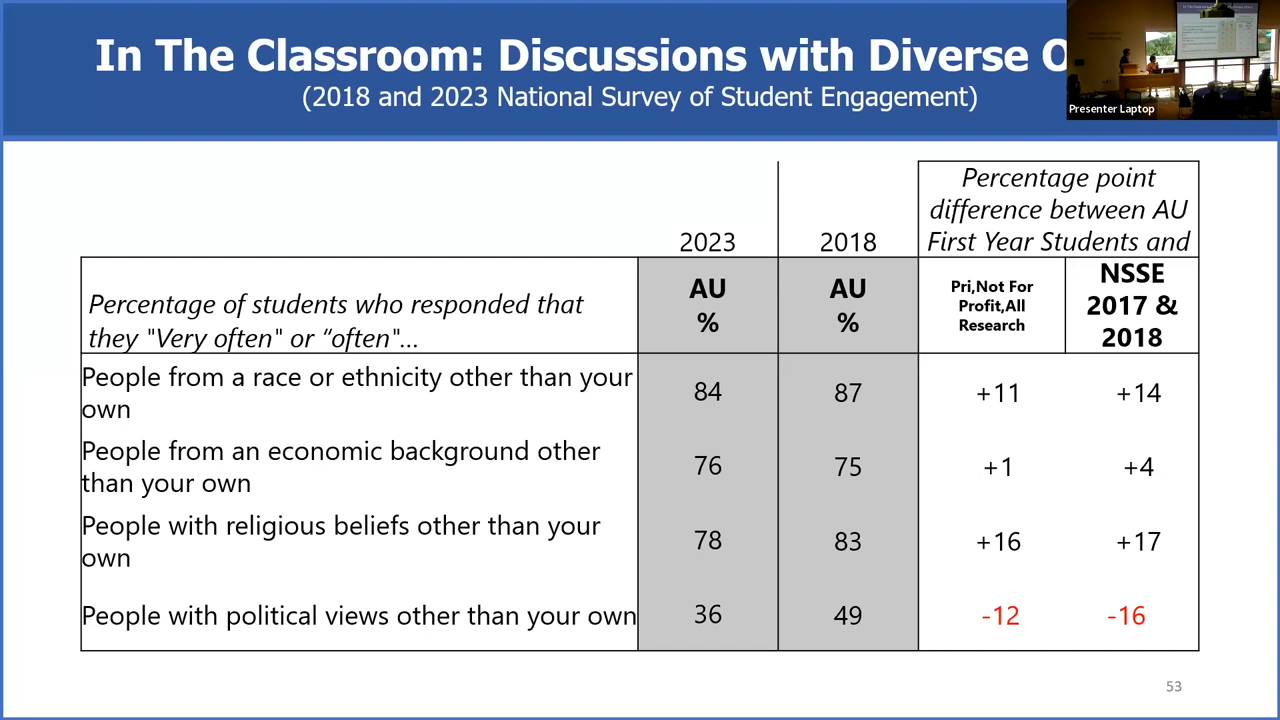 In The Classroom: Discussions with Diverse
(2018 and 2023 National Survey of Student Engagement)
Presenter Laptop
Percentage point
difference between AU
First Year Students and
2023
2018
Percentage of students who responded that
they "Very often" or “often"...
AU
%
AU
%
Pri,Not For
Profit,All
Research
NSSE
2017 &
2018
People from a race or ethnicity other than your
own
84
87
+11
+14
People from an economic background other
than your own
76
75
+1
+4
People with religious beliefs other than your
own
78
83
+16
+17
People with political views other than your own
36
49
-12
-16
53